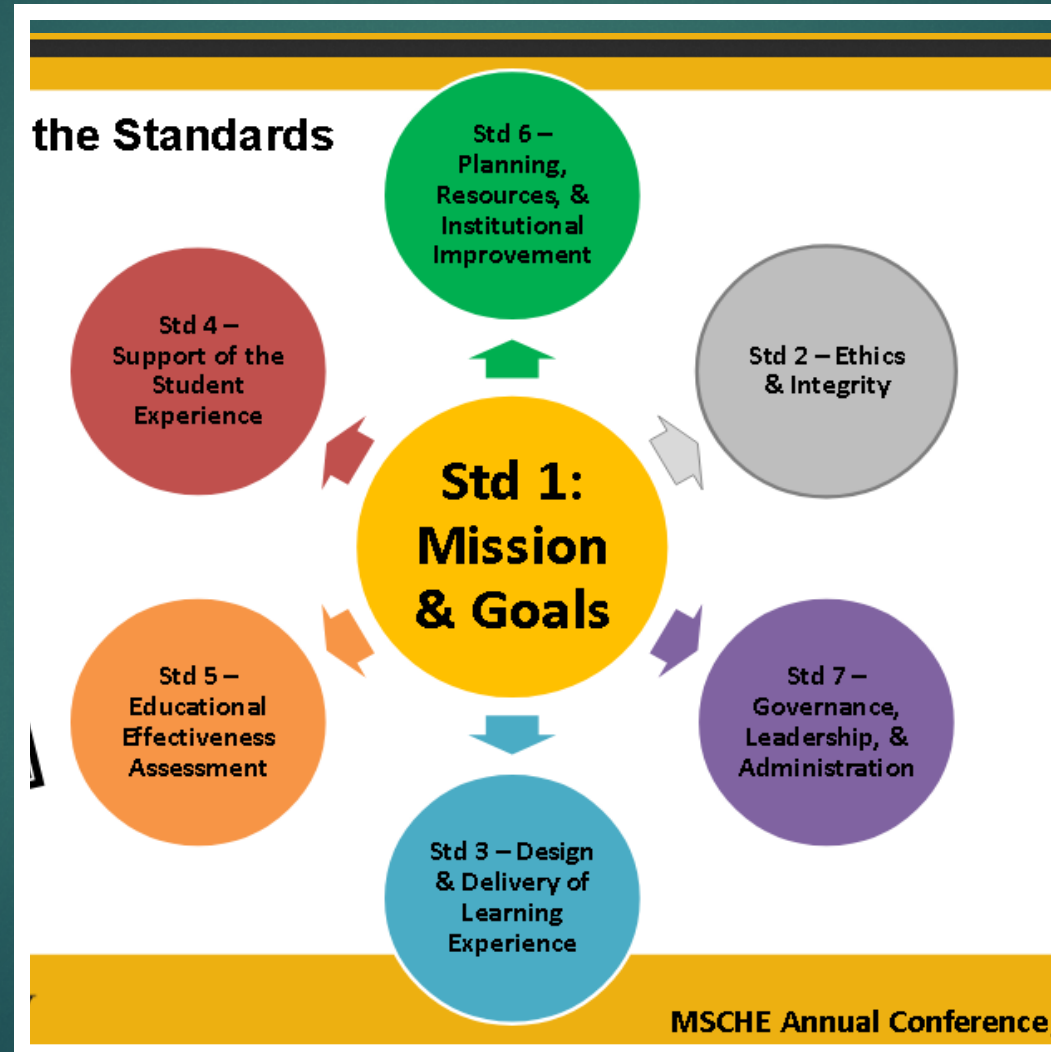 the Standards
Std 6 –
Planning,
Resources, &
Institutional
Improvement
Std 4 –
Support of the
Student
Experience
Std 2 – Ethics
& Integrity
Std 1:
Mission
& Goals
Std 5 –
Educational
Effectiveness
Assessment
Std 7 –
Governance,
Leadership, &
Administration
Std 3 – Design
& Delivery of
Learning
Experience
MSCHE Annual Conference